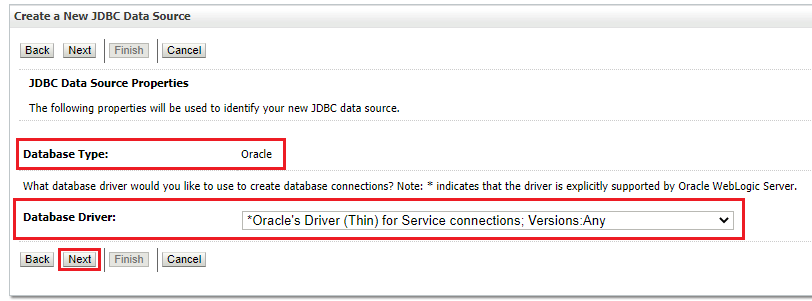 Create a New JDBC Data Source
Back Next Finish Cancel
JDBC Data Source Properties
The following properties will be used to identify your new JDBC data source.
Database Type: Oracle
What database driver would you like to use to create database connections? Note: * indicates that the driver is explicitly supported by Oracle WebLogic Server.
Database Driver: *Oracle's Driver (Thin) for Service connections; Versions:Any
Back Next Finish Cancel